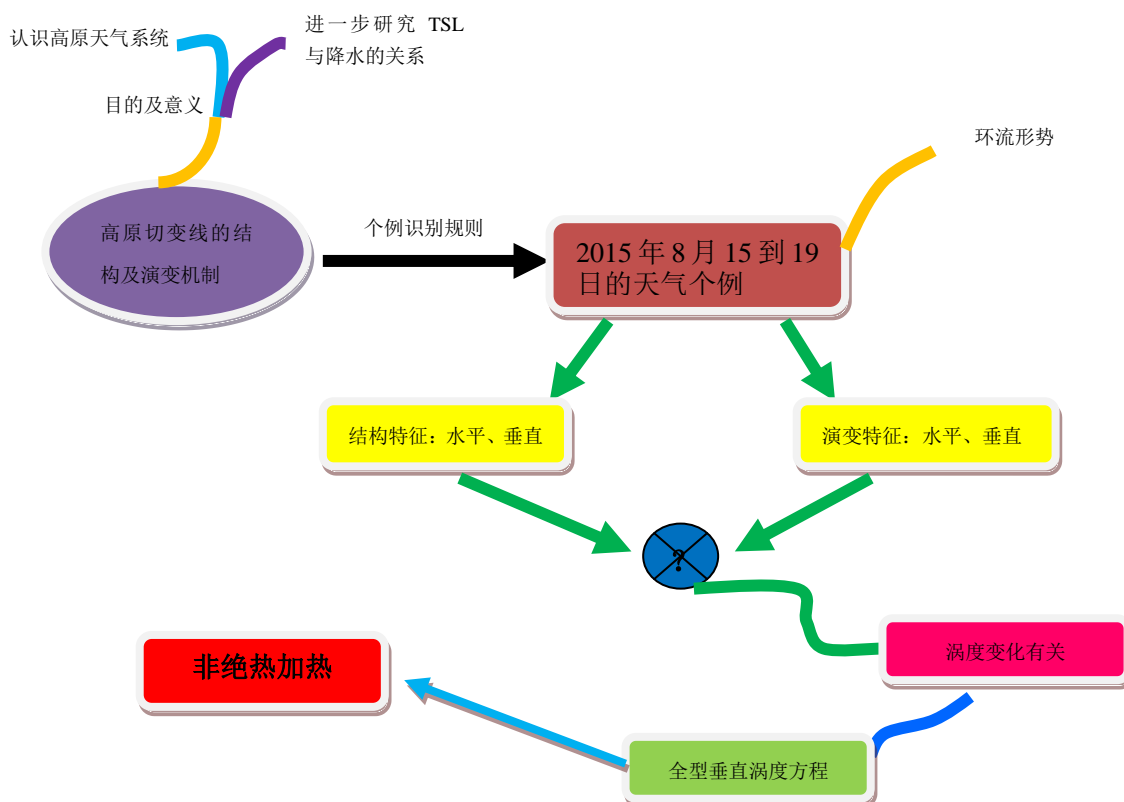 认识高原天气系统
进一步研究 TSL
与降水的关系
目的及意义
环流形势
高原切变线的结
构及演变机制
个例识别规则
2015 年 8 月 15 到 19
日的天气个例
结构特征：水平、垂直
演变特征：水平、垂直
?
涡度变化有关
非绝热加热
全型垂直涡度方程